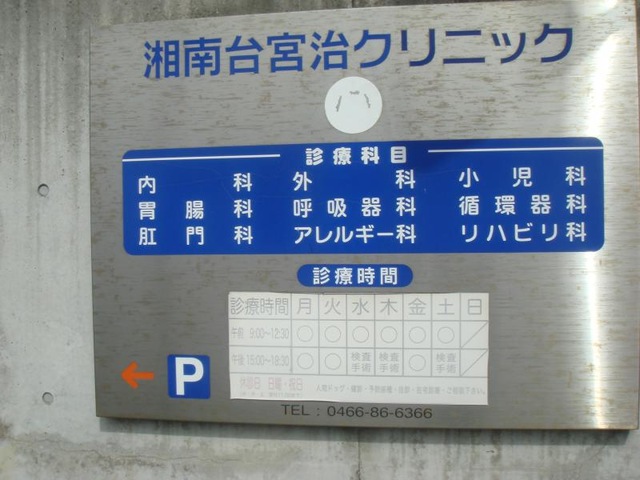 湘南台宮治クリニック
診療科目
内科 外科 小児科
胃腸科 呼吸器科 循環器科
肛門科 アレルギー科 リハビリ科
診療時間
診療時間 月 火 水 木 金 土 日
午前 9:00〜12:30 ○ ○ ○ ○ ○ ○ ／
午後 15:00〜18:30 ○ ○ 検査手術 検査手術 ○ 検査手術 ／
休診日 日曜・祝日
P
TEL：0466-86-6366